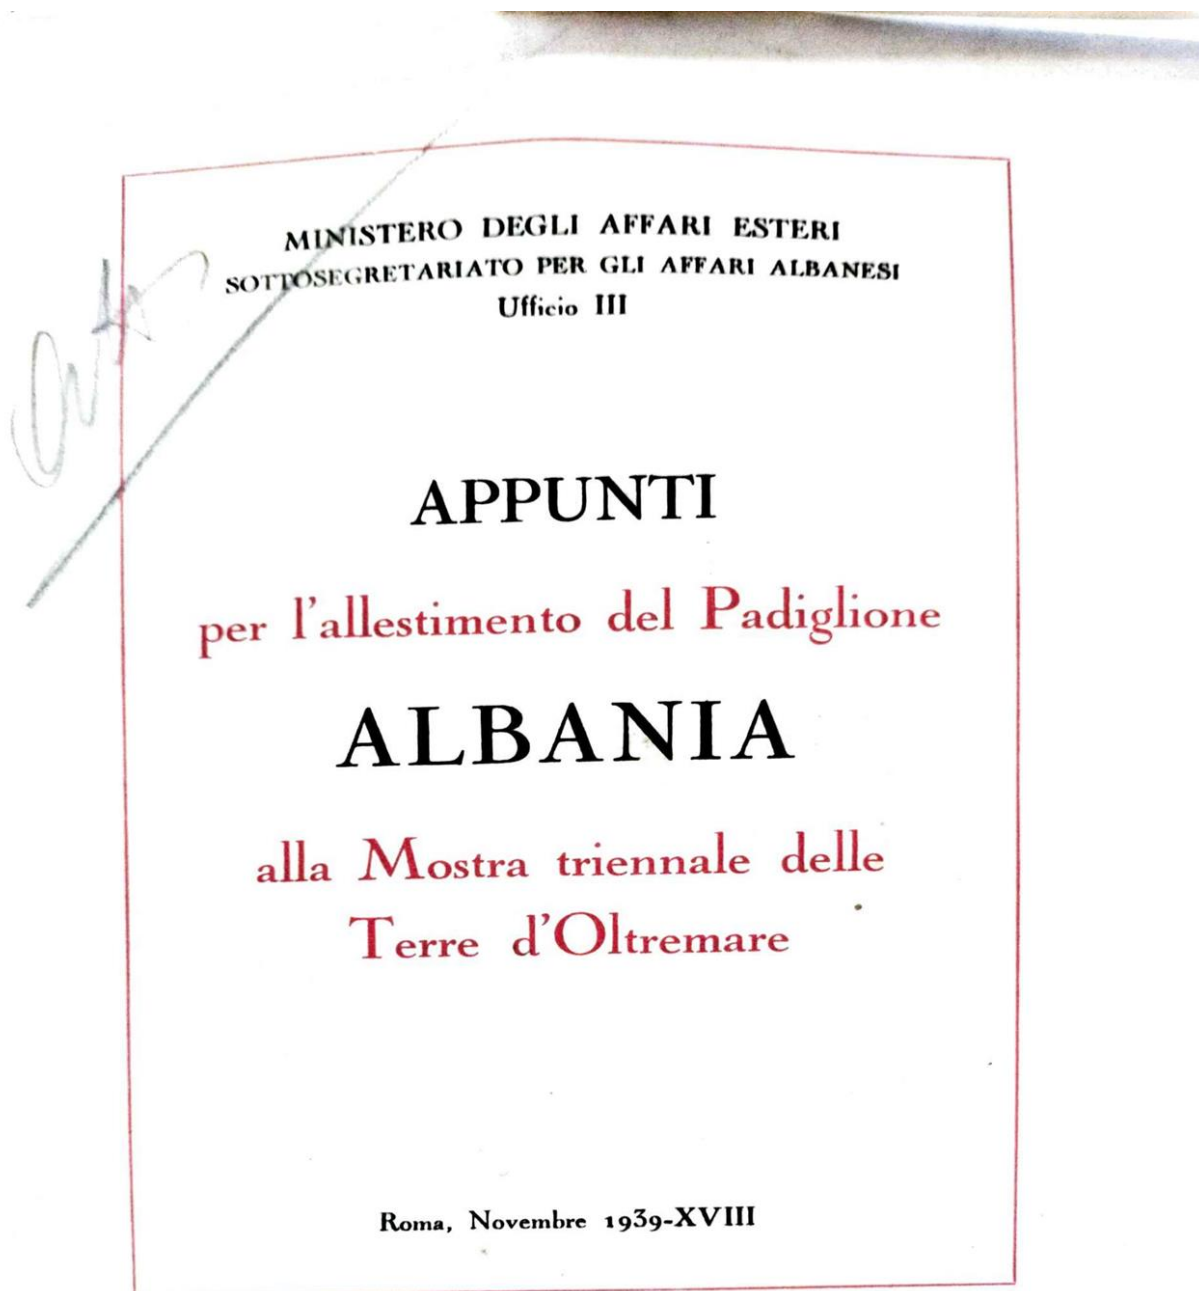 MINISTERO DEGLI AFFARI ESTERI
SOTTOSEGRETARIATO PER GLI AFFARI ALBANESI
Ufficio III
APPUNTI
per l'allestimento del Padiglione
ALBANIA
alla Mostra triennale delle
Terre d'Oltremare
Roma, Novembre 1939-XVIII